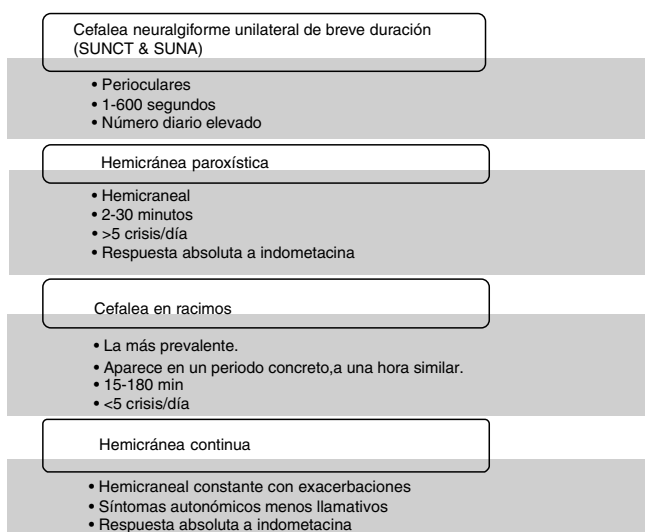 Cefalea neuralgiforme unilateral de breve duración
(SUNCT & SUNA)
• Perioculares
• 1-600 segundos
• Número diario elevado
Hemicránea paroxística
• Hemicraneal
• 2-30 minutos
• >5 crisis/día
• Respuesta absoluta a indometacina
Cefalea en racimos
• La más prevalente.
• Aparece en un periodo concreto,a una hora similar.
• 15-180 min
• <5 crisis/día
Hemicránea continua
• Hemicraneal constante con exacerbaciones
• Síntomas autonómicos menos llamativos
• Respuesta absoluta a indometacina